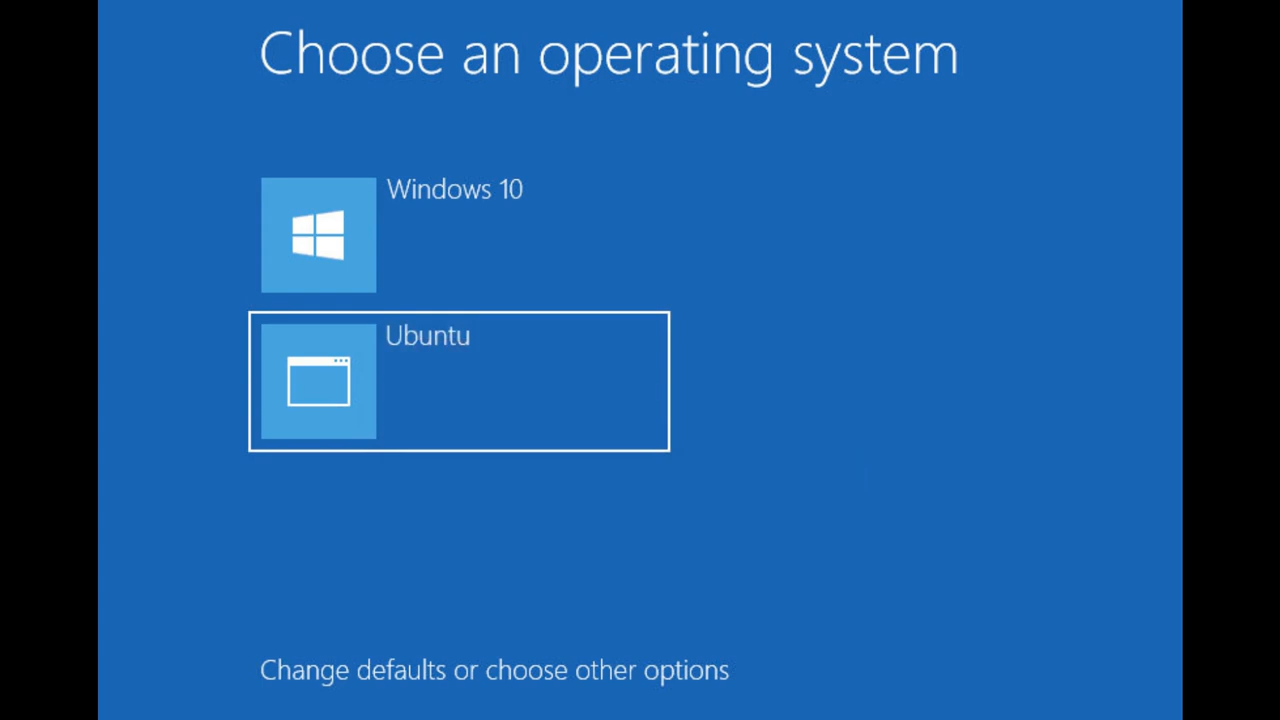 Choose an operating system
Windows 10
Ubuntu
Change defaults or choose other options